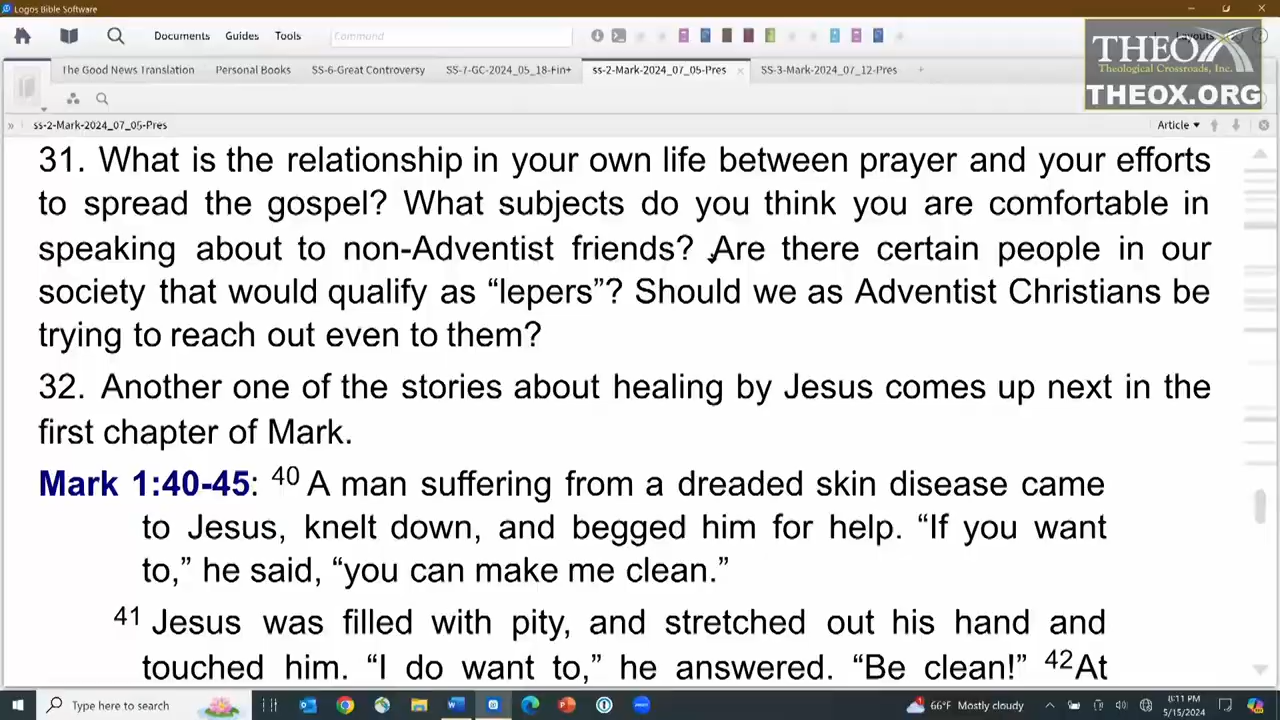 Logos Bible Software
Documents Guides Tools Command
THEOX
Theological Crossroads, Inc.
THEOX.ORG
The Good News Translation Personal Books SS-6-Great Controversy 05_18-Fin+ ss-2-Mark-2024_07_05-Pres SS-3-Mark-2024_07_12-Pres
ss-2-Mark-2024_07_05-Pres Article
31. What is the relationship in your own life between prayer and your efforts
to spread the gospel? What subjects do you think you are comfortable in
speaking about to non-Adventist friends? Are there certain people in our
society that would qualify as “lepers”? Should we as Adventist Christians be
trying to reach out even to them?
32. Another one of the stories about healing by Jesus comes up next in the
first chapter of Mark.
Mark 1:40-45: 40 A man suffering from a dreaded skin disease came
to Jesus, knelt down, and begged him for help. “If you want
to,” he said, “you can make me clean.”
41 Jesus was filled with pity, and stretched out his hand and
touched him. “I do want to,” he answered. “Be clean!” 42 At
Type here to search 66°F Mostly cloudy 8:11 PM
5/15/2024